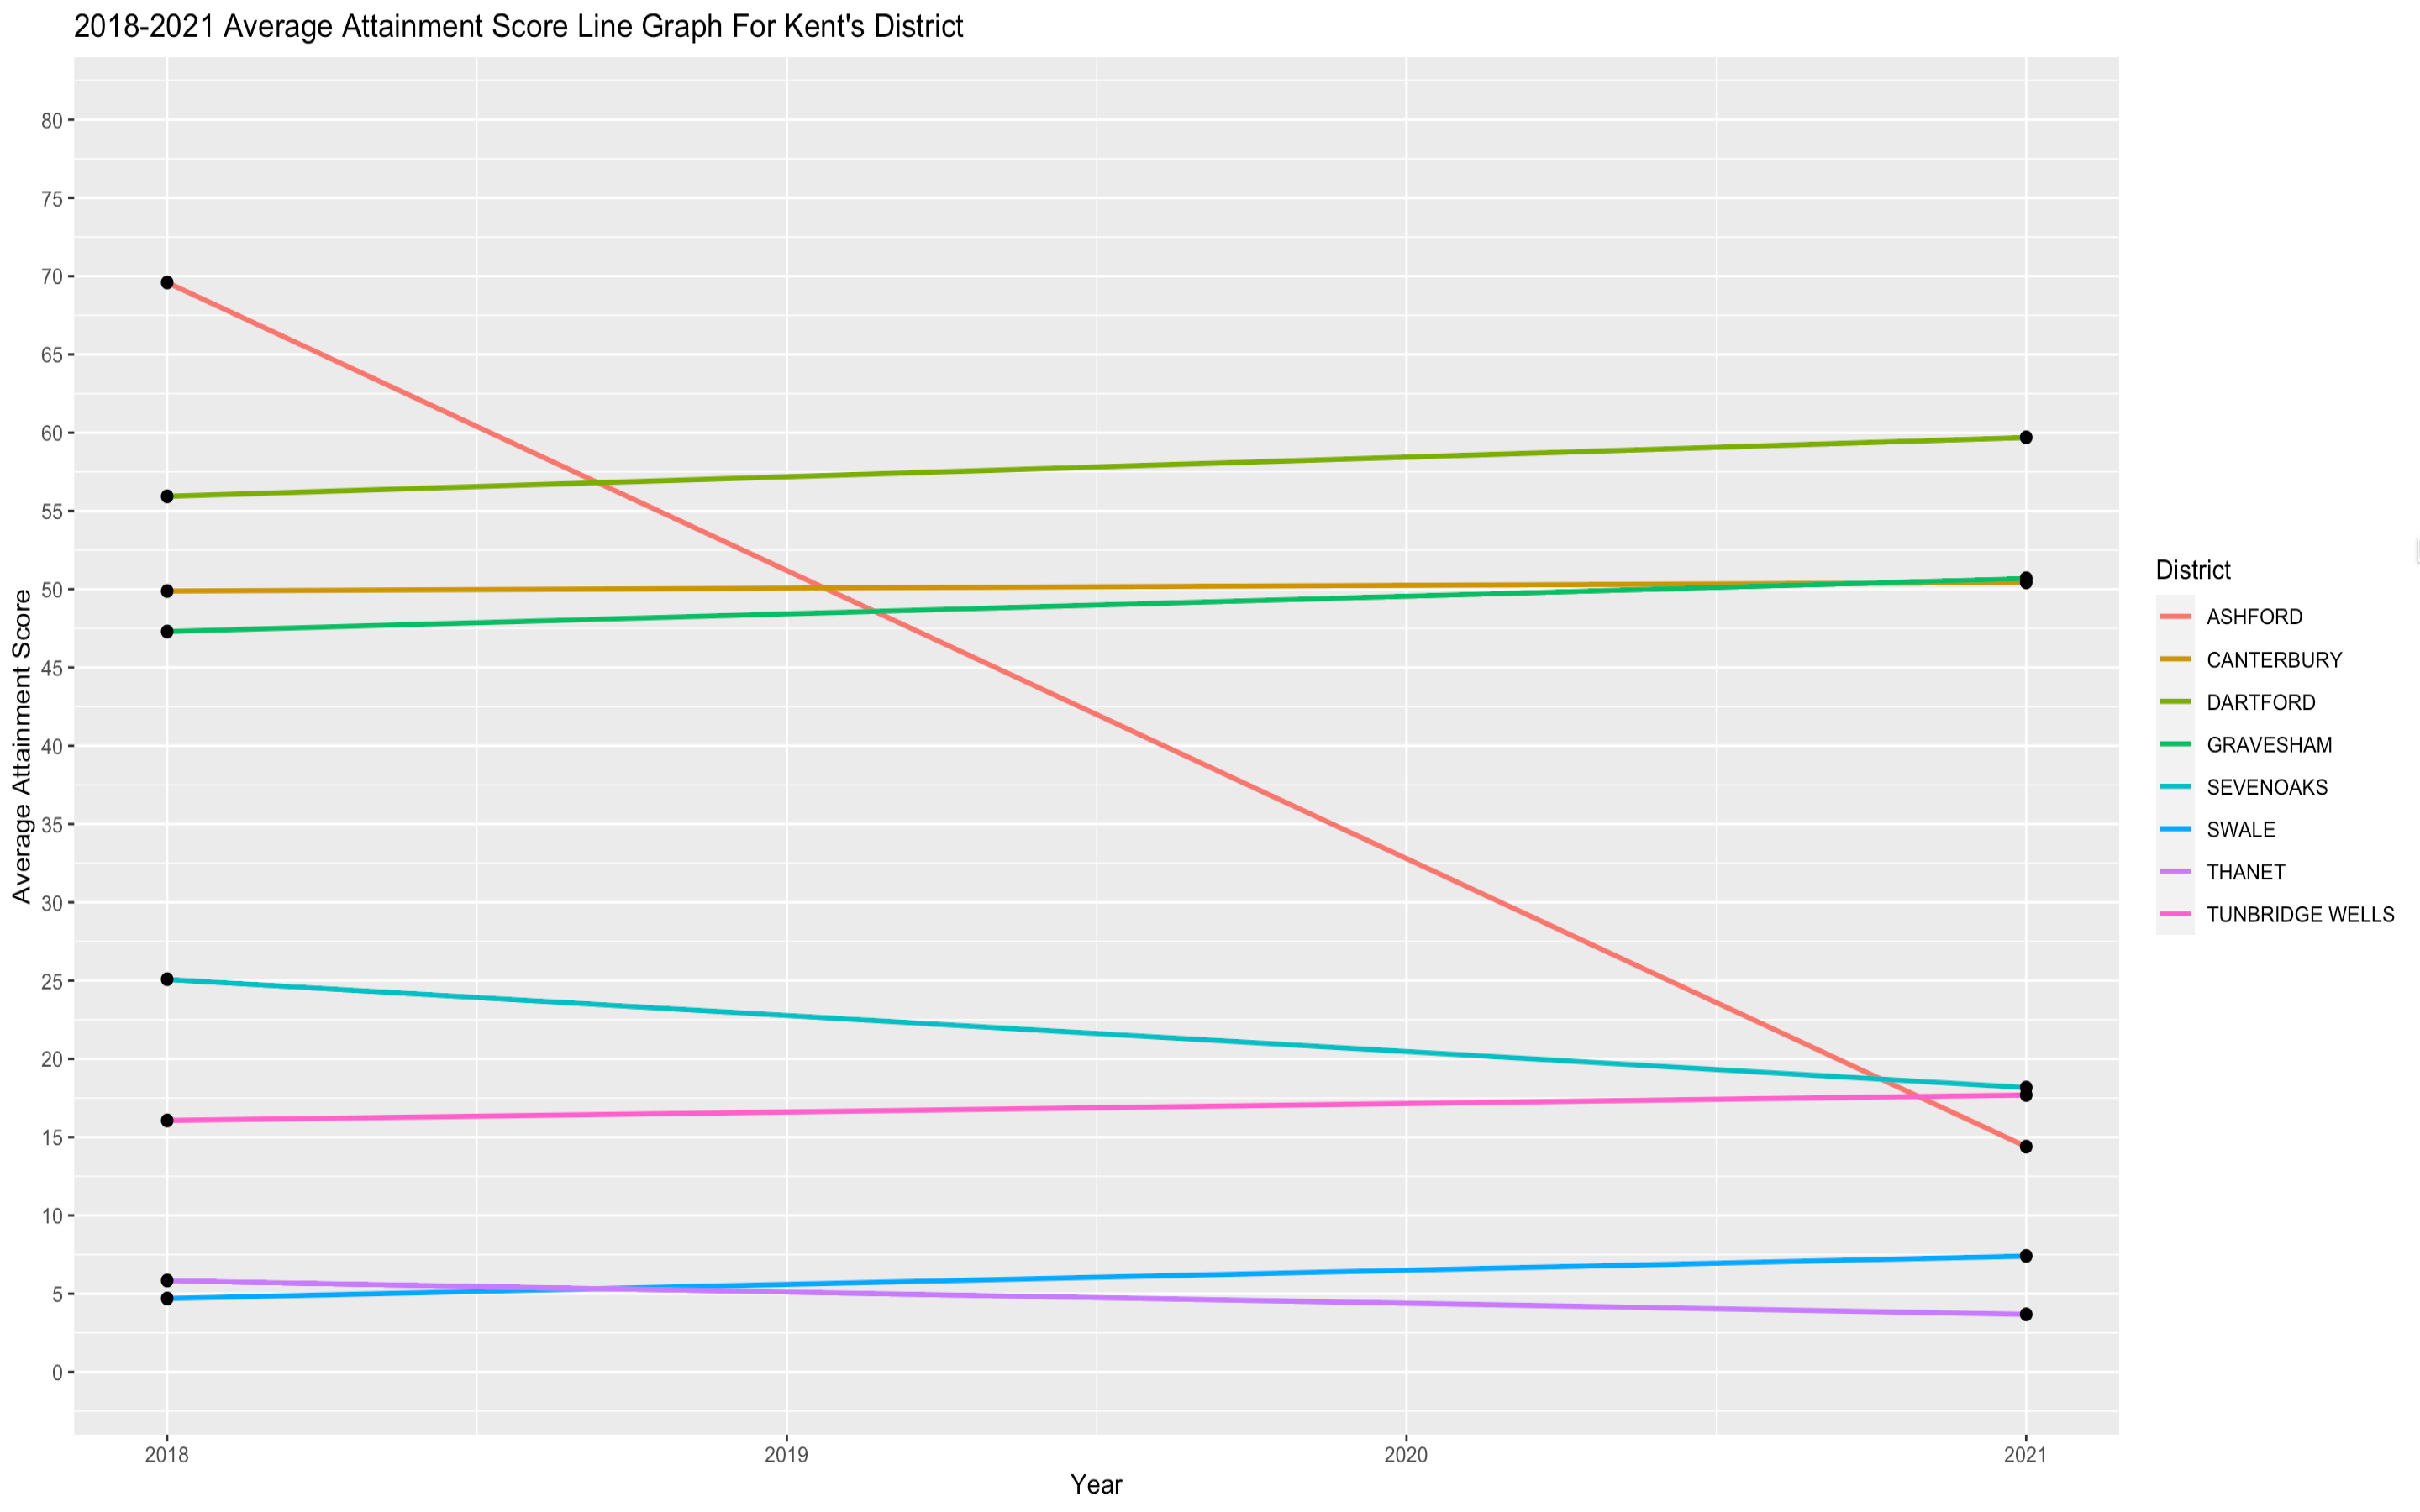 2018-2021 Average Attainment Score Line Graph For Kent's District
Average Attainment Score
80
75
70
65
60
55
50
45
40
35
30
25
20
15
10
5
0
2018 2019 2020 2021
Year
District
ASHFORD
CANTERBURY
DARTFORD
GRAVESHAM
SEVENOAKS
SWALE
THANET
TUNBRIDGE WELLS